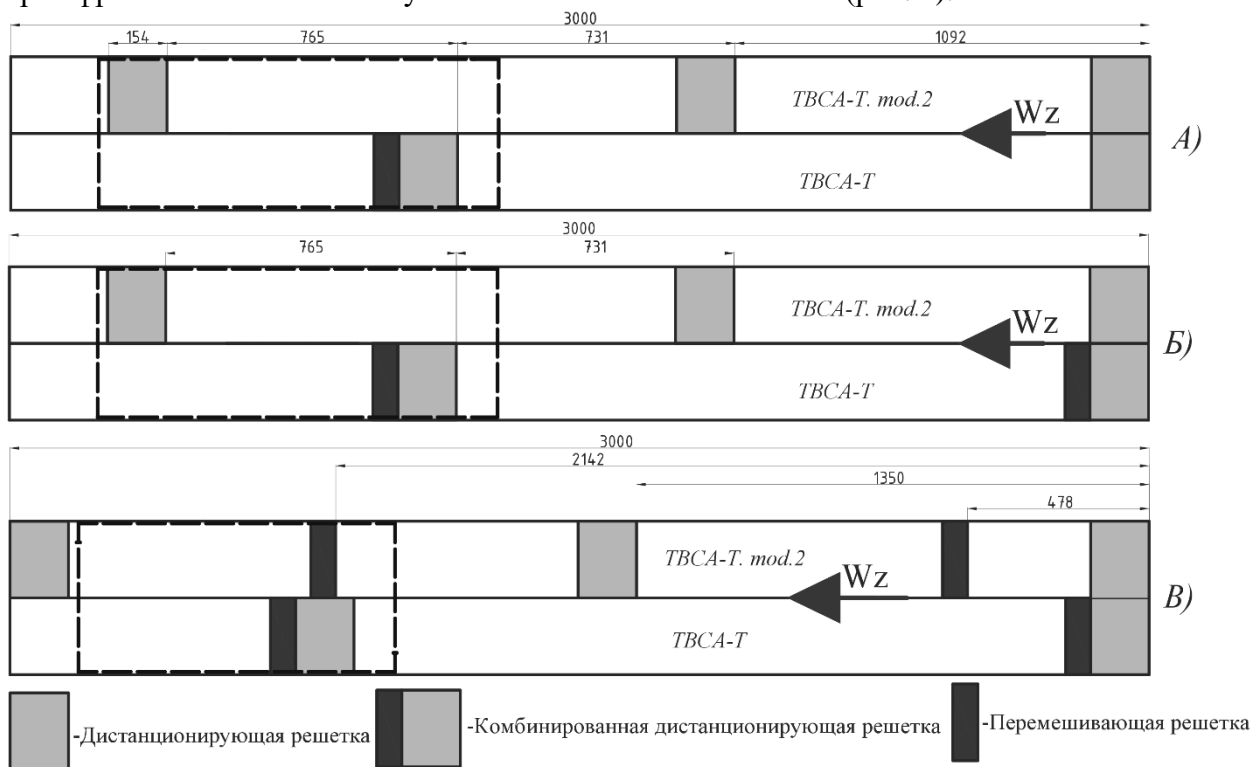 3000
154 765 731 1092
ТВСА-Т. mod.2
Wz
ТВСА-Т
А)
3000
765 731
ТВСА-Т. mod.2
Wz
ТВСА-Т
Б)
3000
2142
1350
478
ТВСА-Т. mod.2
Wz
ТВСА-Т
В)
-Дистанционирующая решетка
-Комбинированная дистанционирующая решетка
-Перемешивающая решетка